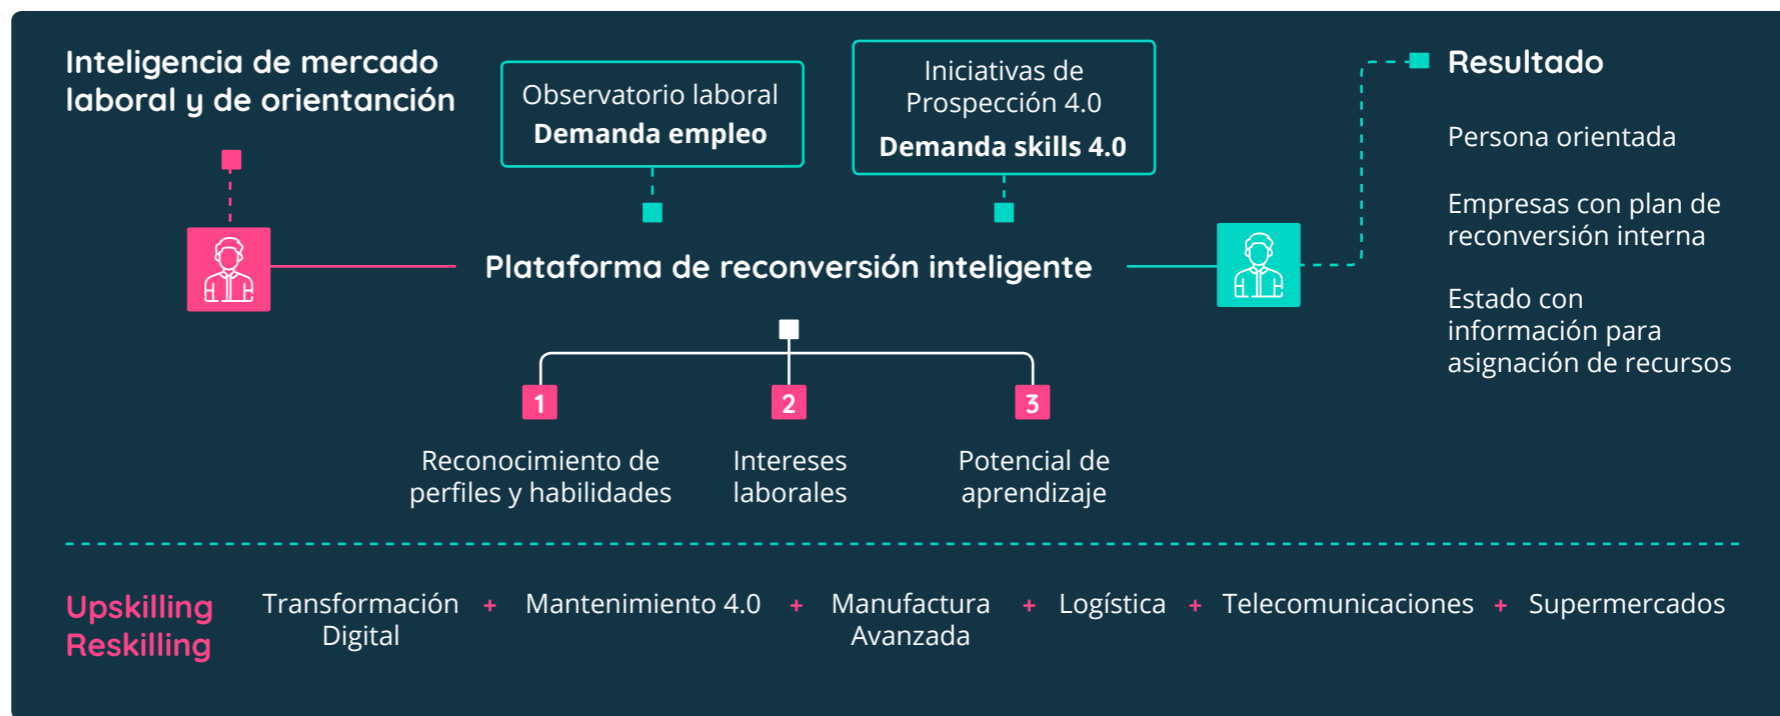 Inteligencia de mercado
laboral y de orientanción
Observatorio laboral
Demanda empleo
Iniciativas de
Prospección 4.0
Demanda skills 4.0
Resultado
Persona orientada
Empresas con plan de
reconversión interna
Estado con
información para
asignación de recursos
Plataforma de reconversión inteligente
1
Reconocimiento de
perfiles y habilidades
2
Intereses
laborales
3
Potencial de
aprendizaje
Upskilling
Reskilling
Transformación
Digital
+
Mantenimiento 4.0
+
Manufactura
Avanzada
+
Logística
+
Telecomunicaciones
+
Supermercados